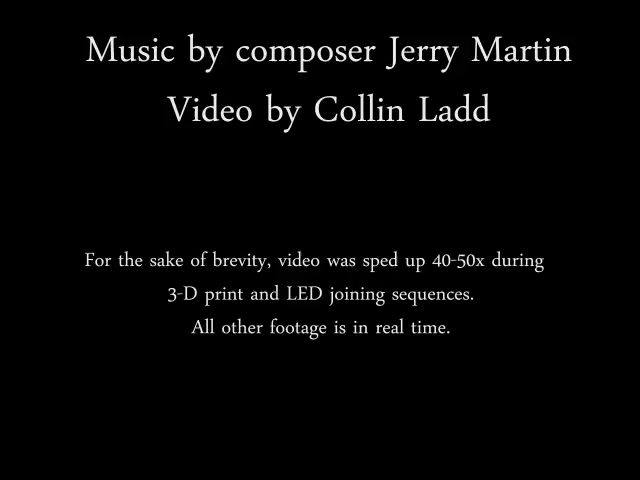 Music by composer Jerry Martin
Video by Collin Ladd
For the sake of brevity, video was sped up 40-50x during
3-D print and LED joining sequences.
All other footage is in real time.